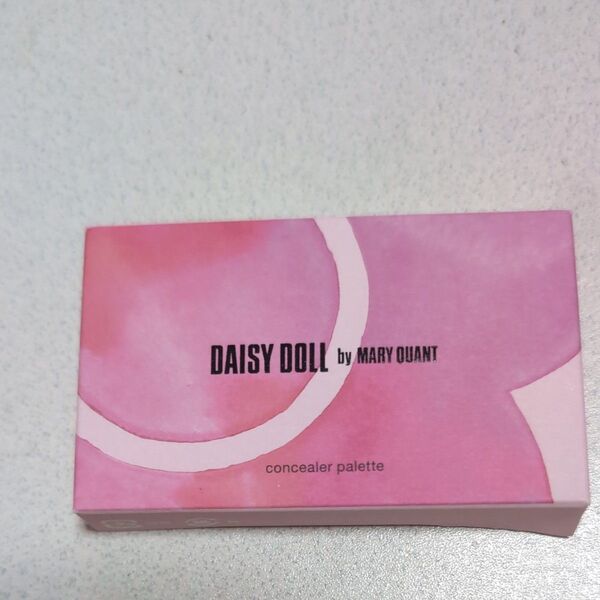 DAISY DOLL by MARY QUANT
concealer palette